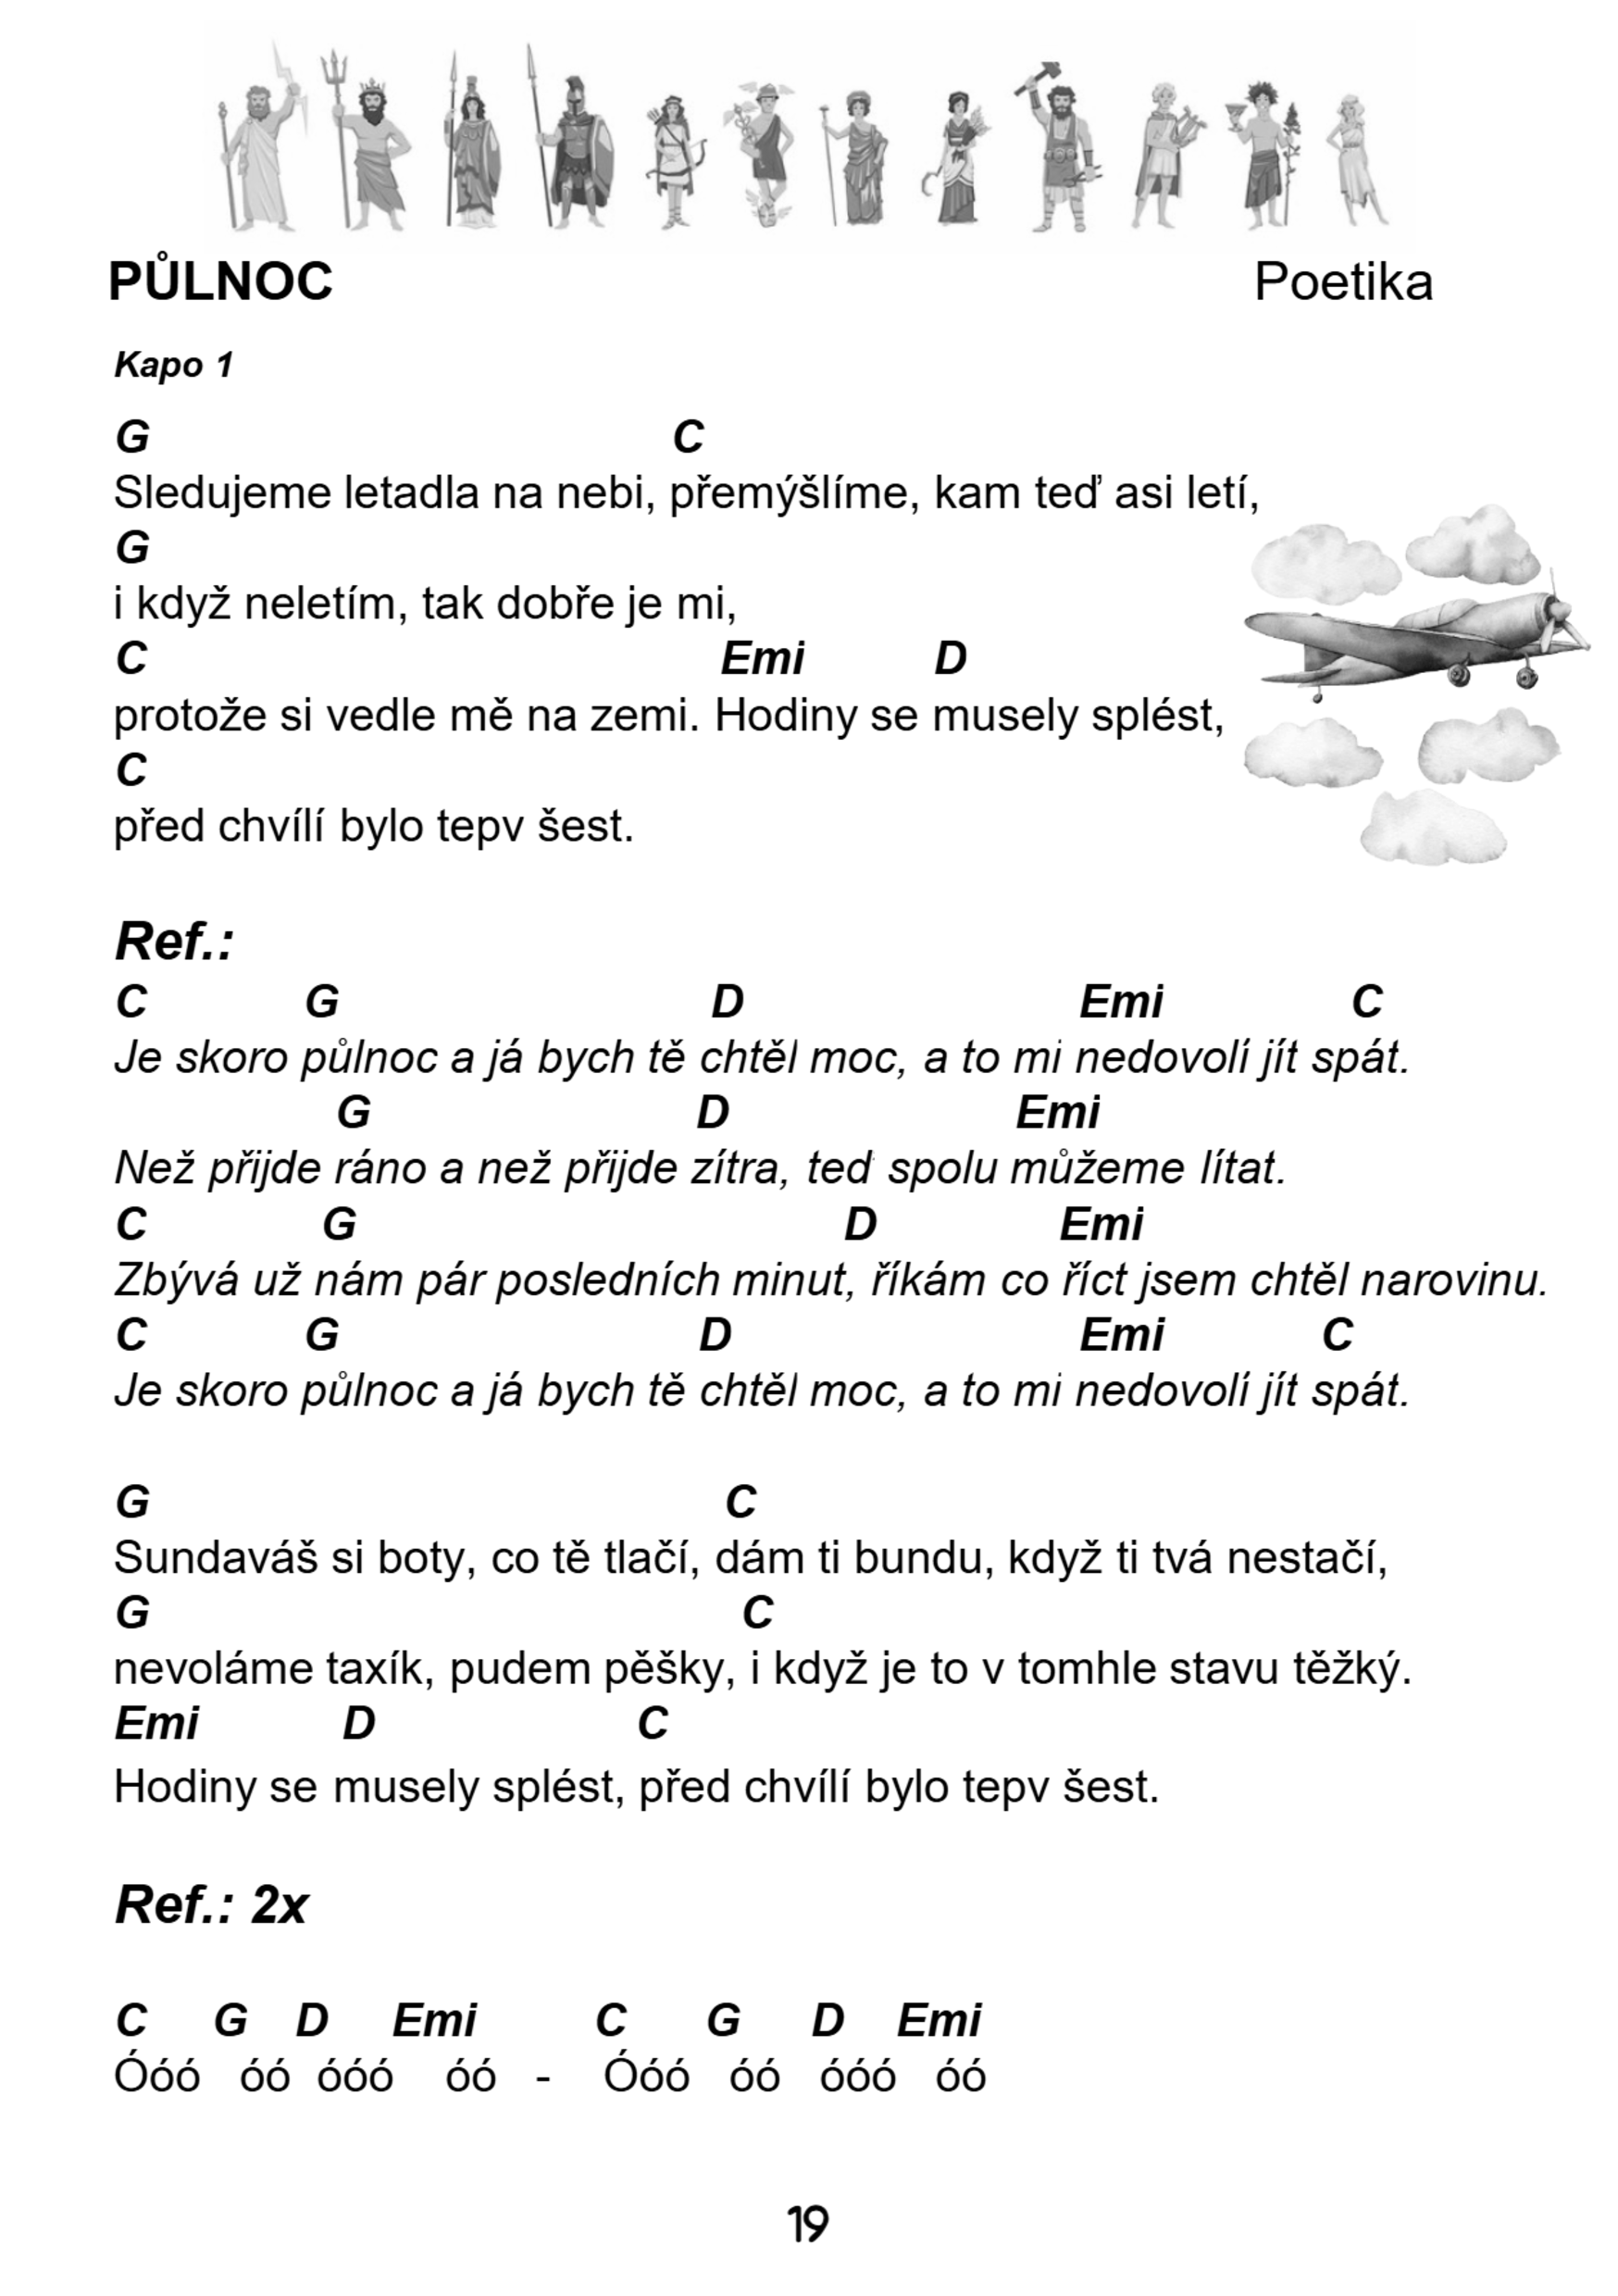 PŮLNOC Poetika
Kapo 1
G C
Sledujeme letadla na nebi, přemýšlíme, kam teď asi letí,
G
i když neletím, tak dobře je mi,
C Emi D
protože si vedle mě na zemi. Hodiny se musely splést,
C
před chvílí bylo tepv šest.
Ref.:
C G D Emi C
Je skoro půlnoc a já bych tě chtěl moc, a to mi nedovolí jít spát.
G D Emi
Než přijde ráno a než přijde zítra, teď spolu můžeme lítat.
C G D Emi
Zbývá už nám pár posledních minut, říkám co říct jsem chtěl narovinu.
C G D Emi C
Je skoro půlnoc a já bych tě chtěl moc, a to mi nedovolí jít spát.
G C
Sundaváš si boty, co tě tlačí, dám ti bundu, když ti tvá nestačí,
G C
nevoláme taxík, pudem pěšky, i když je to v tomhle stavu těžký.
Emi D C
Hodiny se musely splést, před chvílí bylo tepv šest.
Ref.: 2x
C G D Emi C G D Emi
Óóó óó óóó óó - Óóó óó óóó óó
19